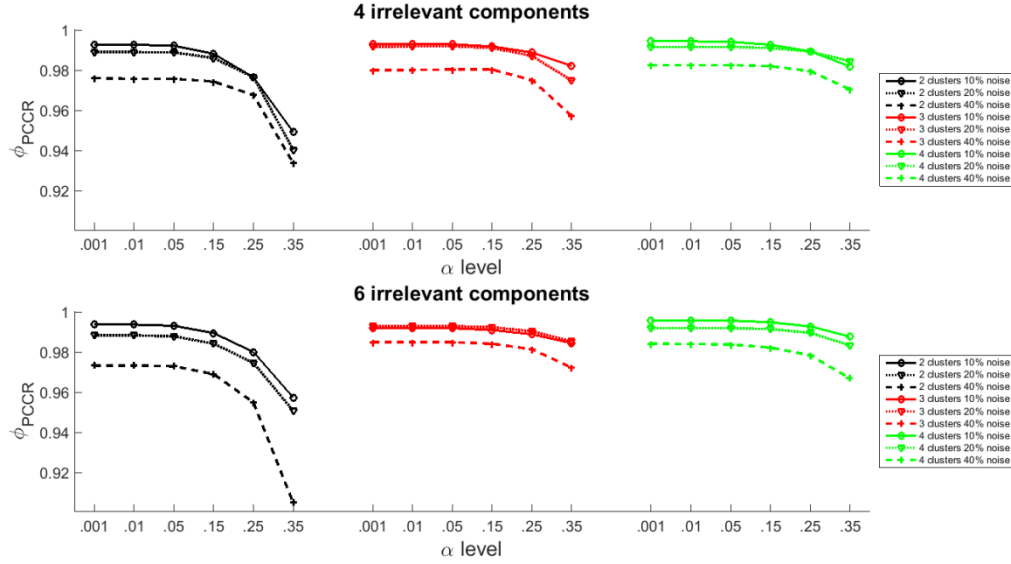 4 irrelevant components
1
0.98
0.96
0.94
0.92
ϕPCCR
.001 .01 .05 .15 .25 .35 .001 .01 .05 .15 .25 .35 .001 .01 .05 .15 .25 .35
α level
2 clusters 10% noise
2 clusters 20% noise
2 clusters 40% noise
3 clusters 10% noise
3 clusters 20% noise
3 clusters 40% noise
4 clusters 10% noise
4 clusters 20% noise
4 clusters 40% noise
6 irrelevant components
1
0.98
0.96
0.94
0.92
ϕPCCR
.001 .01 .05 .15 .25 .35 .001 .01 .05 .15 .25 .35 .001 .01 .05 .15 .25 .35
α level
2 clusters 10% noise
2 clusters 20% noise
2 clusters 40% noise
3 clusters 10% noise
3 clusters 20% noise
3 clusters 40% noise
4 clusters 10% noise
4 clusters 20% noise
4 clusters 40% noise